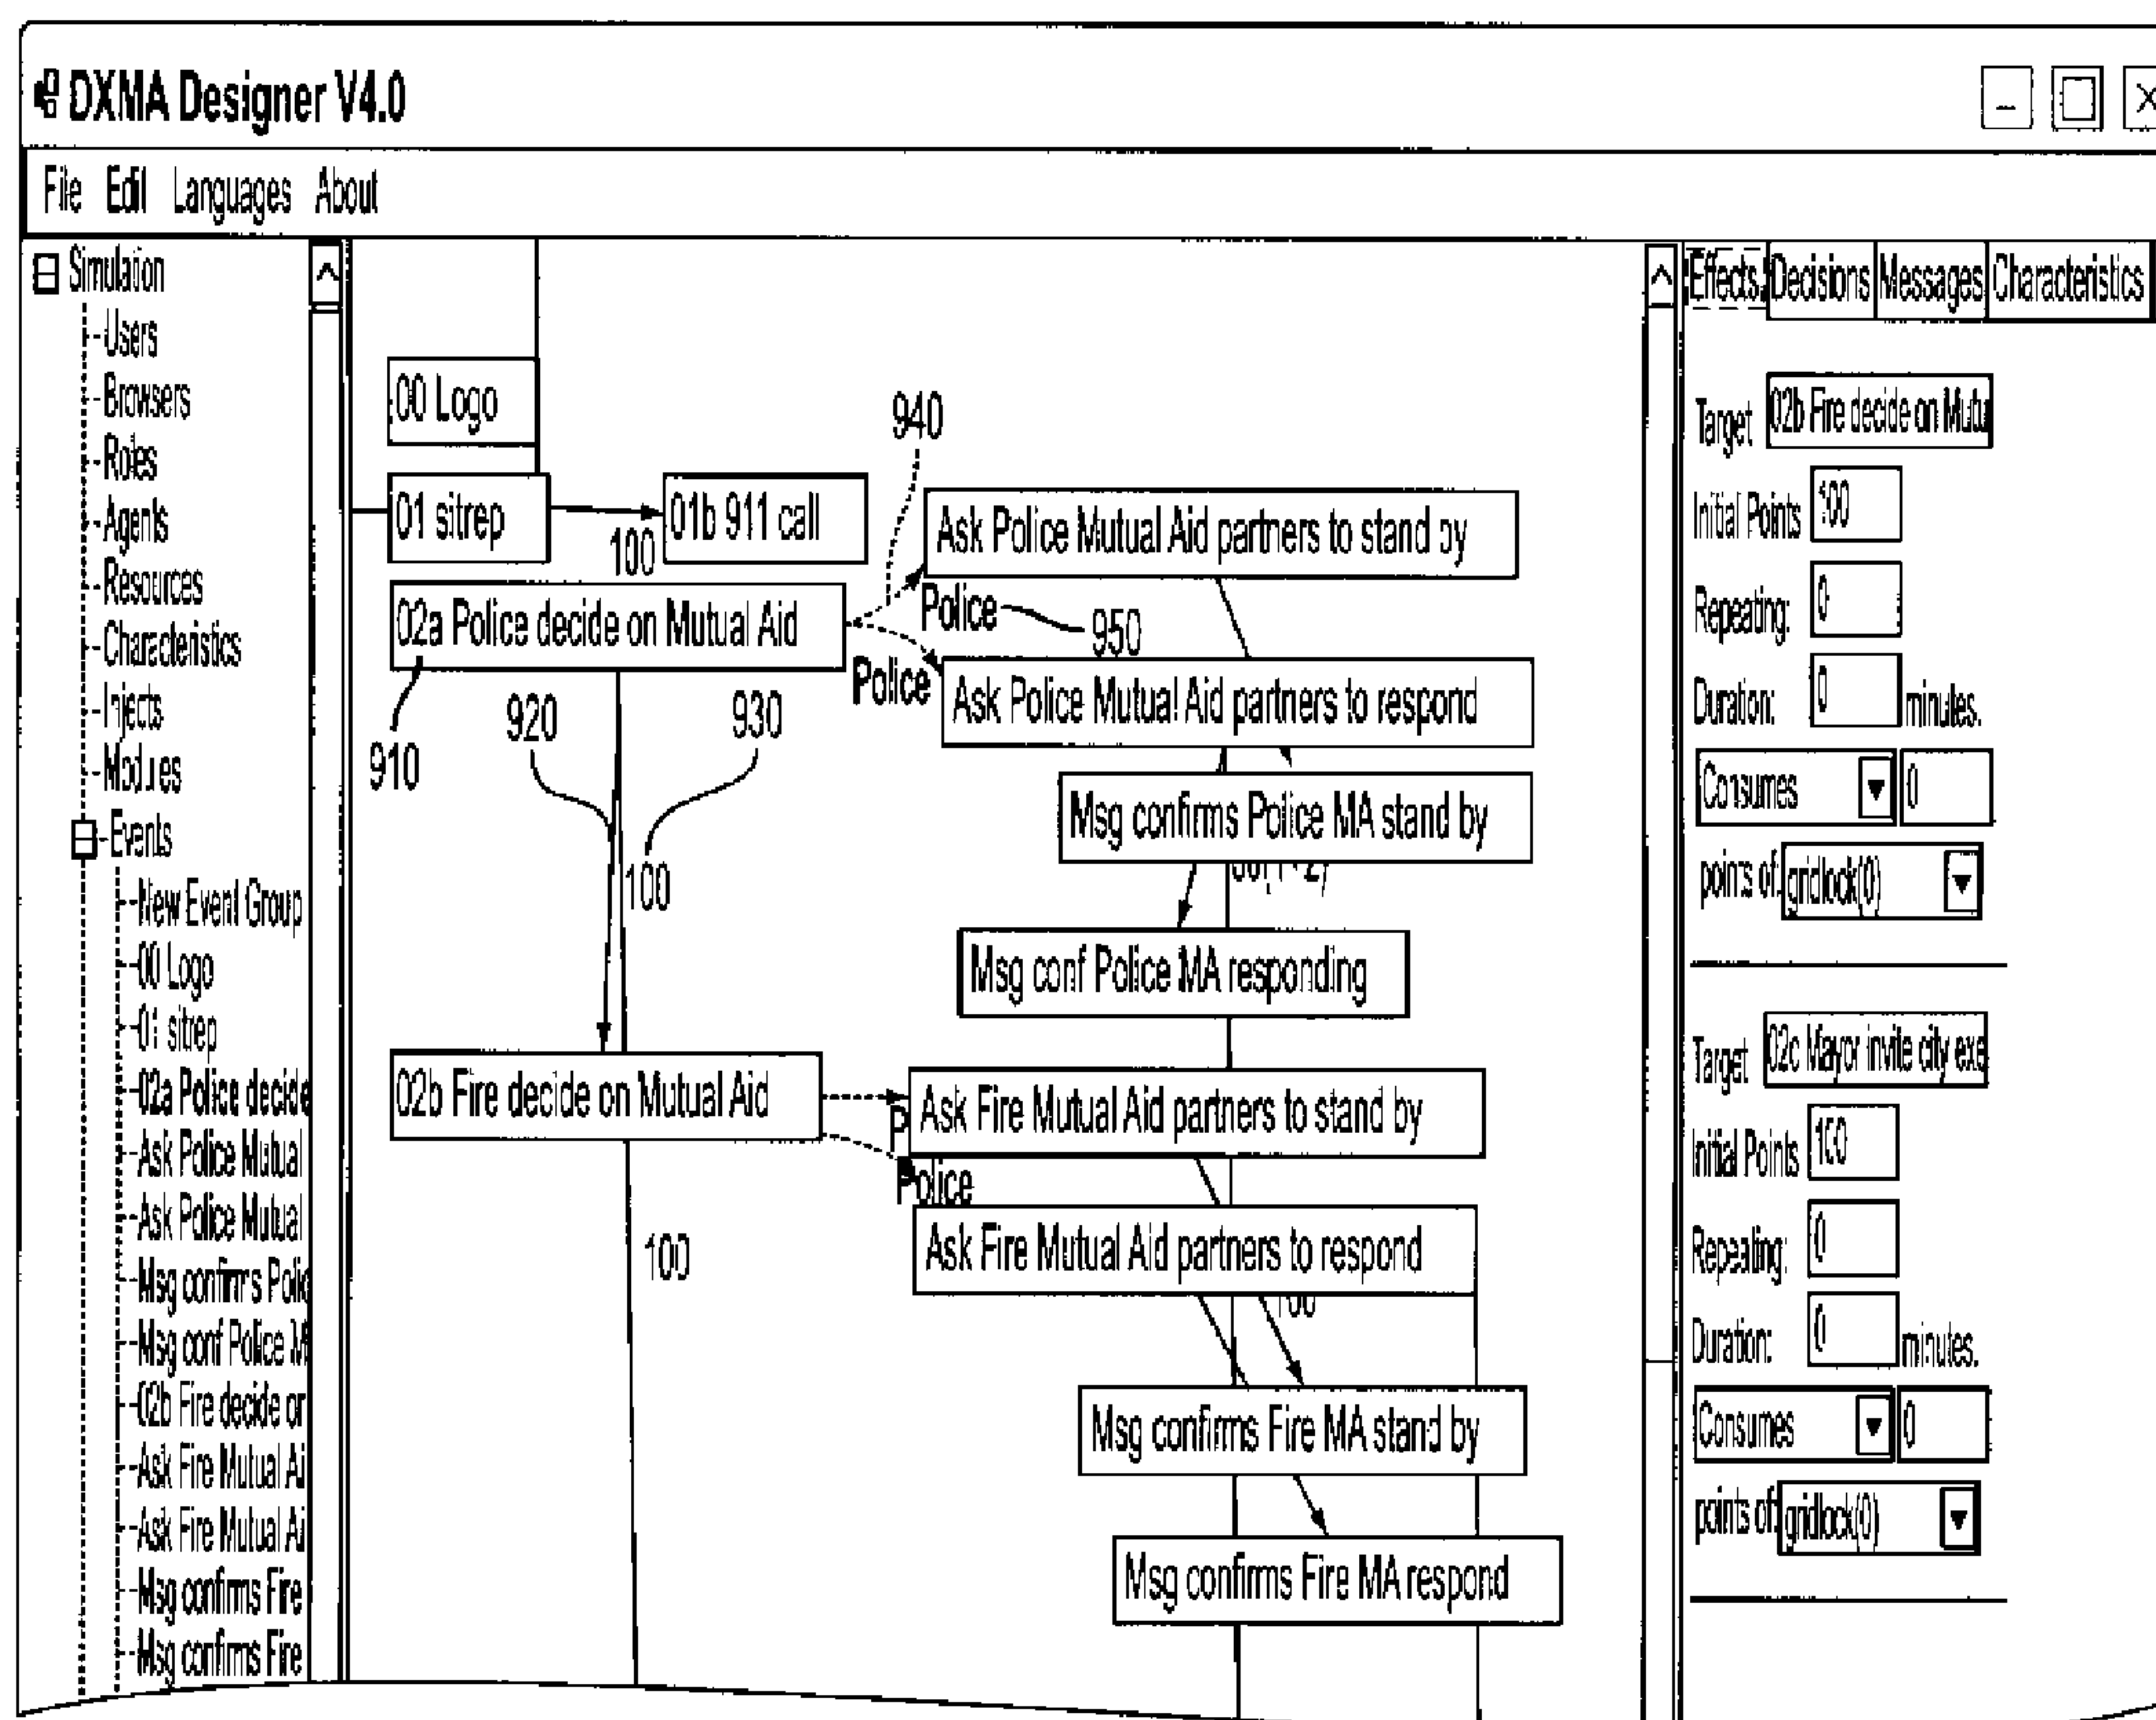 DXMA Designer V4.0
File Edit Languages About
Simulation
Users
Browsers
Roles
Agents
Resources
Characteristics
Injects
Modules
Events
New Event Group
00 Logo
01 sitrep
02a Police decide
Ask Police Mutual
Ask Police Mutual
Msg confirms Polic
Msg conf Police M
02b Fire decide or
Ask Fire Mutual Ai
Ask Fire Mutual Ai
Msg confirms Fire
Msg confirms Fire
00 Logo
01 sitrep
100
01b 911 call
940
Ask Police Mutual Aid partners to stand by
02a Police decide on Mutual Aid
Police
950
Police
Ask Police Mutual Aid partners to respond
910
920
930
100
Msg confirms Police MA stand by
Msg conf Police MA responding
02b Fire decide on Mutual Aid
Ask Fire Mutual Aid partners to stand by
P
Police
Ask Fire Mutual Aid partners to respond
100
100
Msg confirms Fire MA stand by
Msg confirms Fire MA respond
Effects Decisions Messages Characteristics
Target 02b Fire decide on Mutu
Initial Points 100
Repeating: 0
Duration: 0 minutes.
Consumes 0
points of: gridlock(0)
Target 02c Mayor invite city exe
Initial Points 100
Repeating: 0
Duration: 0 minutes.
Consumes 0
points of: gridlock(0)